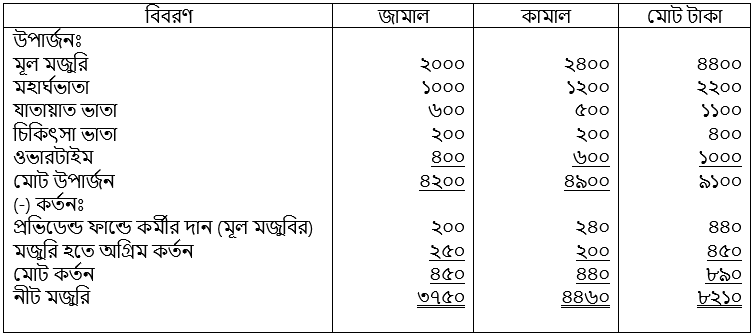 বিবরণ জামাল কামাল মোট টাকা
উপার্জনঃ
মূল মজুরি ২০০০ ২৪০০ ৪৪০০
মহার্ঘভাতা ১০০০ ১২০০ ২২০০
যাতায়াত ভাতা ৬০০ ৫০০ ১১০০
চিকিৎসা ভাতা ২০০ ২০০ ৪০০
ওভারটাইম ৪০০ ৬০০ ১০০০
মোট উপার্জন ৪২০০ ৪৯০০ ৯১০০
(-) কর্তনঃ
প্রভিডেন্ড ফান্ডে কর্মীর দান (মূল মজুবির) ২০০ ২৪০ ৪৪০
মজুরি হতে অগ্রিম কর্তন ২৫০ ২০০ ৪৫০
মোট কর্তন ৪৫০ ৪৪০ ৮৯০
নীট মজুরি ৩৭৫০ ৪৪৬০ ৮২১০